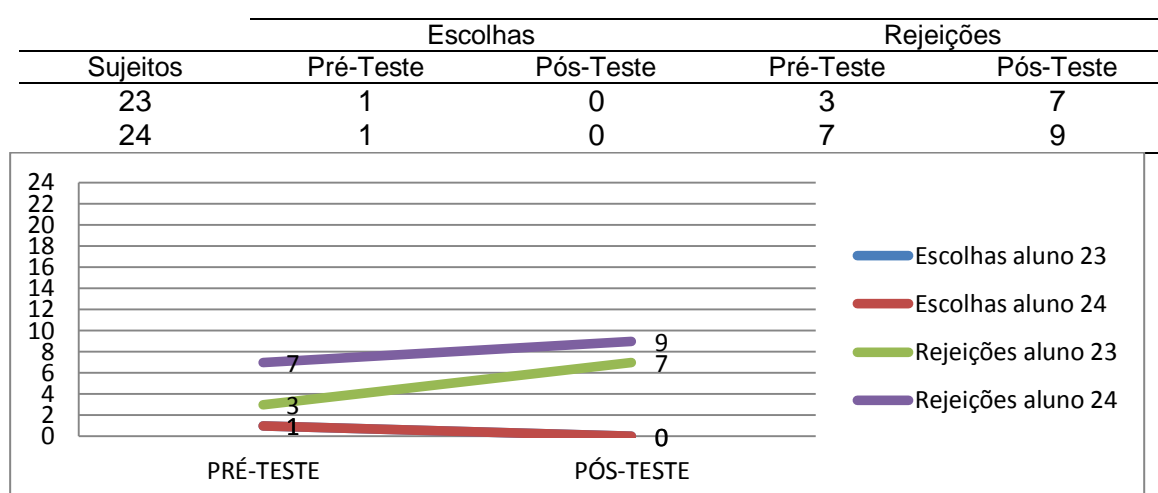 Escolhas Rejeições
Sujeitos Pré-Teste Pós-Teste Pré-Teste Pós-Teste
23 1 0 3 7
24 1 0 7 9
24
22
20
18
16
14
12
10
8
6
4
2
0
7
3
1
9
7
0
PRÉ-TESTE PÓS-TESTE
Escolhas aluno 23
Escolhas aluno 24
Rejeições aluno 23
Rejeições aluno 24